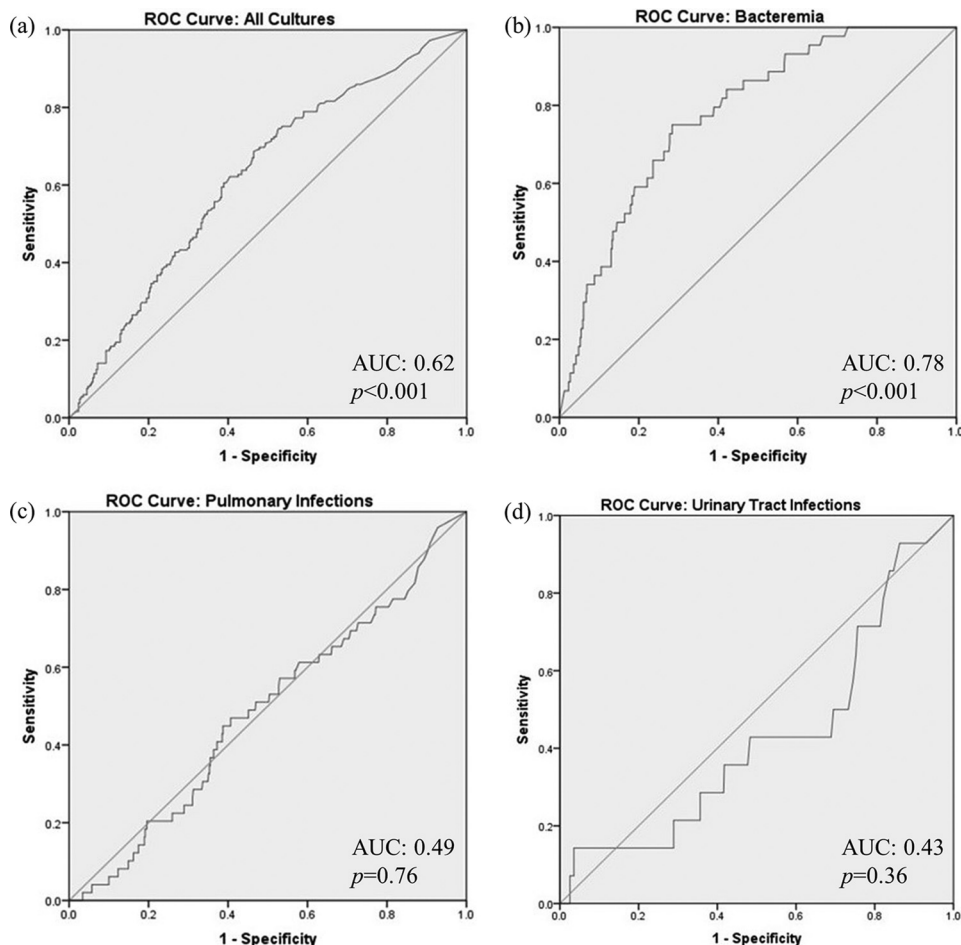 (a)
ROC Curve: All Cultures
1.0
0.8
0.6
0.4
0.2
0.0
Sensitivity
0.0 0.2 0.4 0.6 0.8 1.0
1 - Specificity
AUC: 0.62
p<0.001
(b)
ROC Curve: Bacteremia
1.0
0.8
0.6
0.4
0.2
0.0
Sensitivity
0.0 0.2 0.4 0.6 0.8 1.0
1 - Specificity
AUC: 0.78
p<0.001
(c)
ROC Curve: Pulmonary Infections
1.0
0.8
0.6
0.4
0.2
0.0
Sensitivity
0.0 0.2 0.4 0.6 0.8 1.0
1 - Specificity
AUC: 0.49
p=0.76
(d)
ROC Curve: Urinary Tract Infections
1.0
0.8
0.6
0.4
0.2
0.0
Sensitivity
0.0 0.2 0.4 0.6 0.8 1.0
1 - Specificity
AUC: 0.43
p=0.36